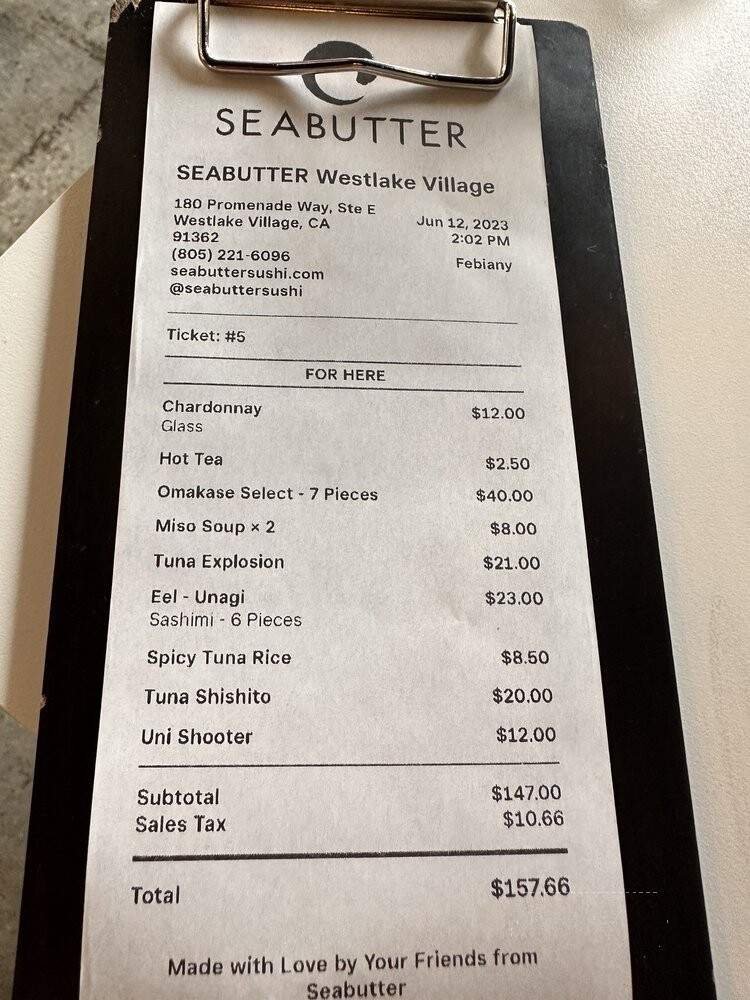 SEABUTTER
SEABUTTER Westlake Village
180 Promenade Way, Ste E
Westlake Village, CA
91362
(805) 221-6096
seabuttersushi.com
@seabuttersushi
Jun 12, 2023
2:02 PM
Febiany
Ticket: #5
FOR HERE
Chardonnay $12.00
Glass
Hot Tea $2.50
Omakase Select - 7 Pieces $40.00
Miso Soup × 2 $8.00
Tuna Explosion $21.00
Eel - Unagi $23.00
Sashimi - 6 Pieces
Spicy Tuna Rice $8.50
Tuna Shishito $20.00
Uni Shooter $12.00
Subtotal $147.00
Sales Tax $10.66
Total $157.66
Made with Love by Your Friends from
Seabutter